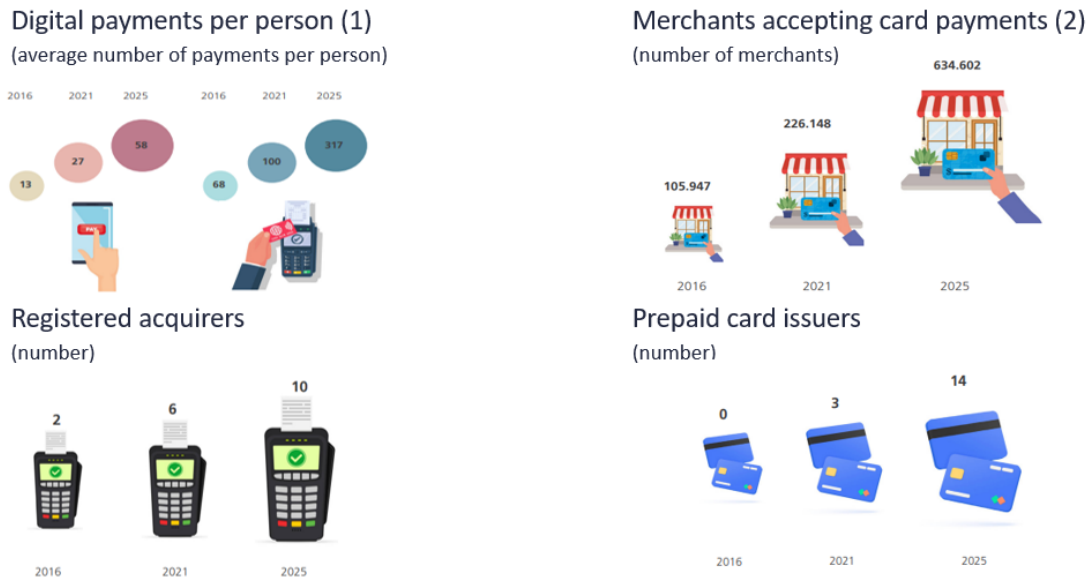 Digital payments per person (1)
(average number of payments per person)
2016 2021 2025 2016 2021 2025
13 27 58 68 100 317
PAY
Merchants accepting card payments (2)
(number of merchants)
105.947 226.148 634.602
2016 2021 2025
Registered acquirers
(number)
2 6 10
2016 2021 2025
Prepaid card issuers
(number)
0 3 14
2016 2021 2025